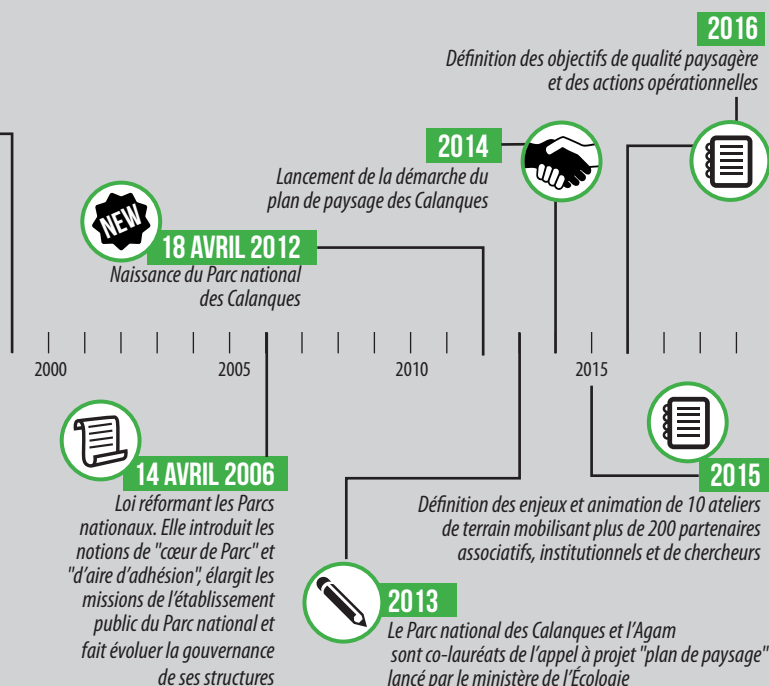 2016
Définition des objectifs de qualité paysagère
et des actions opérationnelles
2014
Lancement de la démarche du
plan de paysage des Calanques
NEW
18 AVRIL 2012
Naissance du Parc national
des Calanques
2000
2005
2010
2015
14 AVRIL 2006
Loi réformant les Parcs
nationaux. Elle introduit les
notions de "cœur de Parc" et
"d'aire d'adhésion", élargit les
missions de l'établissement
public du Parc national et
fait évoluer la gouvernance
de ses structures
2015
Définition des enjeux et animation de 10 ateliers
de terrain mobilisant plus de 200 partenaires
associatifs, institutionnels et de chercheurs
2013
Le Parc national des Calanques et l'Agam
sont co-lauréats de l'appel à projet "plan de paysage"
lancé par le ministère de l'Écologie